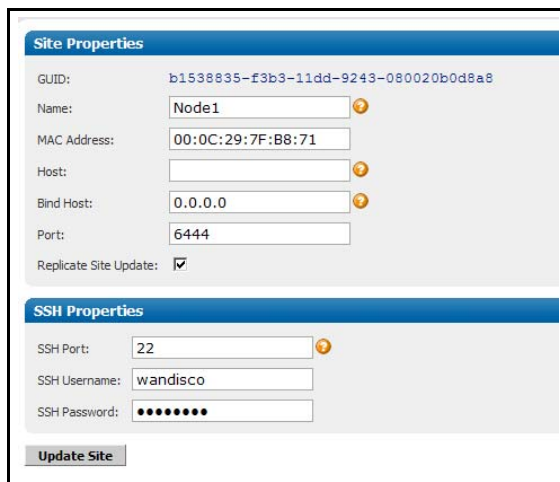 Site Properties
GUID: b1538835-f3b3-11dd-9243-080020b0d8a8
Name: Node1
MAC Address: 00:0C:29:7F:B8:71
Host:
Bind Host: 0.0.0.0
Port: 6444
Replicate Site Update:
SSH Properties
SSH Port: 22
SSH Username: wandisco
SSH Password: ●●●●●●●●
Update Site